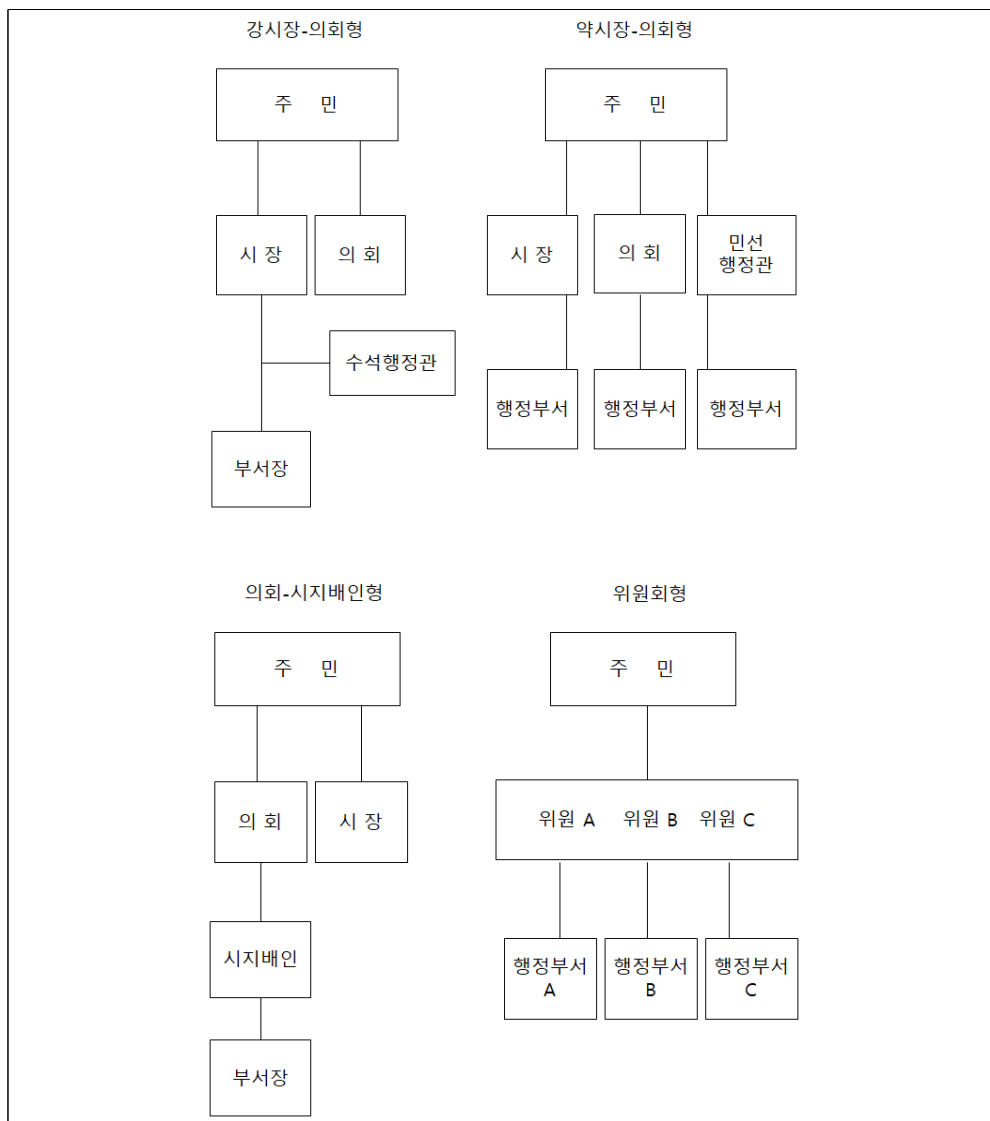 강시장-의회형
주 민
시 장
의 회
수석행정관
부서장
약시장-의회형
주 민
시 장
의 회
민선
행정관
행정부서
행정부서
행정부서
의회-시지배인형
주 민
의 회
시 장
시지배인
부서장
위원회형
주 민
위원 A 위원 B 위원 C
행정부서
A
행정부서
B
행정부서
C